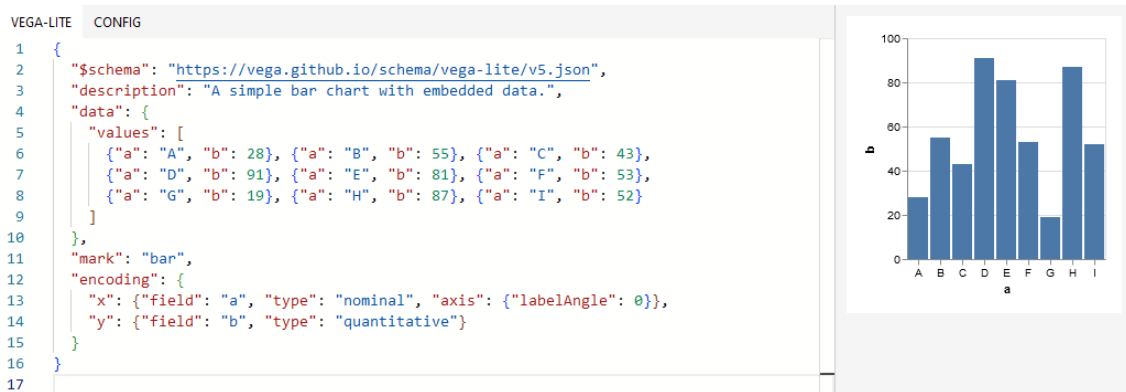 VEGA-LITE CONFIG
1 {
2 "$schema": "https://vega.github.io/schema/vega-lite/v5.json",
3 "description": "A simple bar chart with embedded data.",
4 "data": {
5 "values": [
6 {"a": "A", "b": 28}, {"a": "B", "b": 55}, {"a": "C", "b": 43},
7 {"a": "D", "b": 91}, {"a": "E", "b": 81}, {"a": "F", "b": 53},
8 {"a": "G", "b": 19}, {"a": "H", "b": 87}, {"a": "I", "b": 52}
9 ]
10 },
11 "mark": "bar",
12 "encoding": {
13 "x": {"field": "a", "type": "nominal", "axis": {"labelAngle": 0}},
14 "y": {"field": "b", "type": "quantitative"}
15 }
16 }
17
100
80
60
b
40
20
0
A B C D E F G H I
a